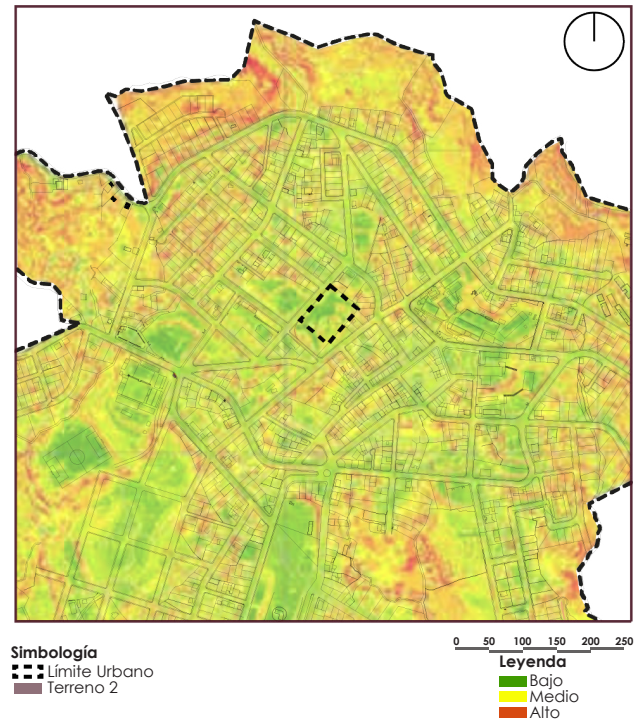 Simbología
Límite Urbano
Terreno 2
0 50 100 150 200 250
Leyenda
Bajo
Medio
Alto